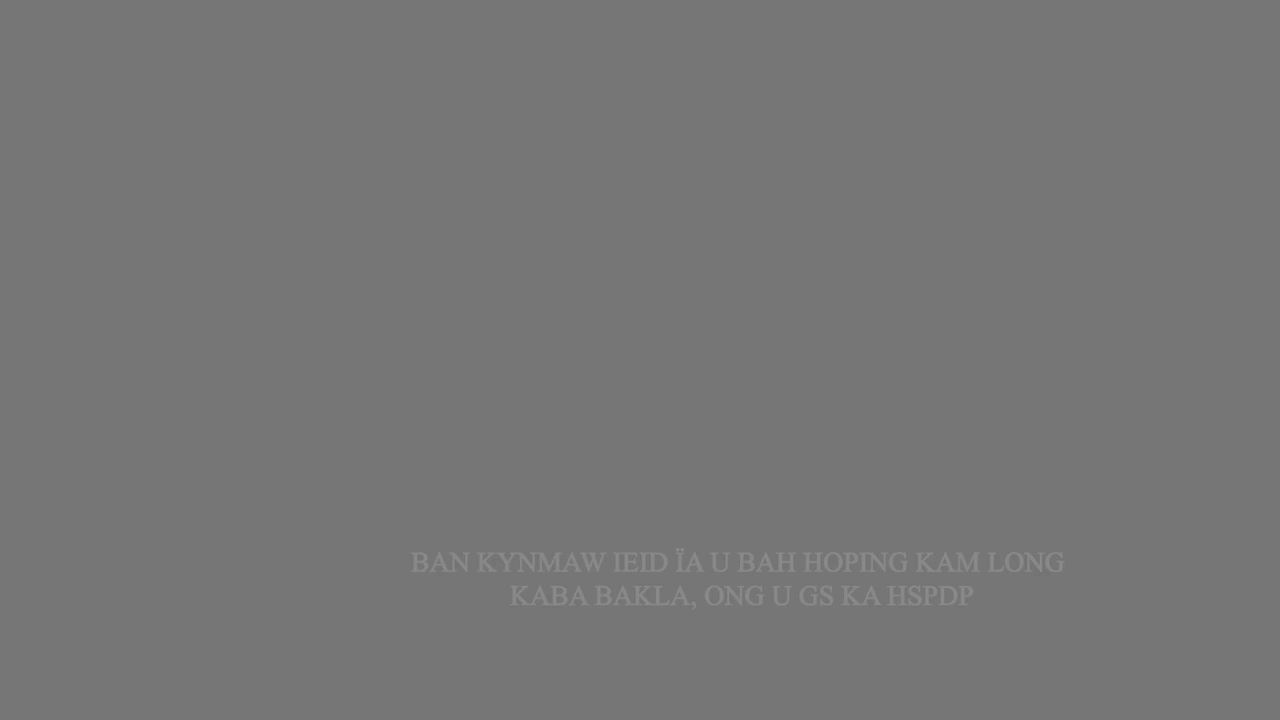 BAN KYNMAW IEID ÏA U BAH HOPING KAM LONG
KABA BAKLA, ONG U GS KA HSPDP